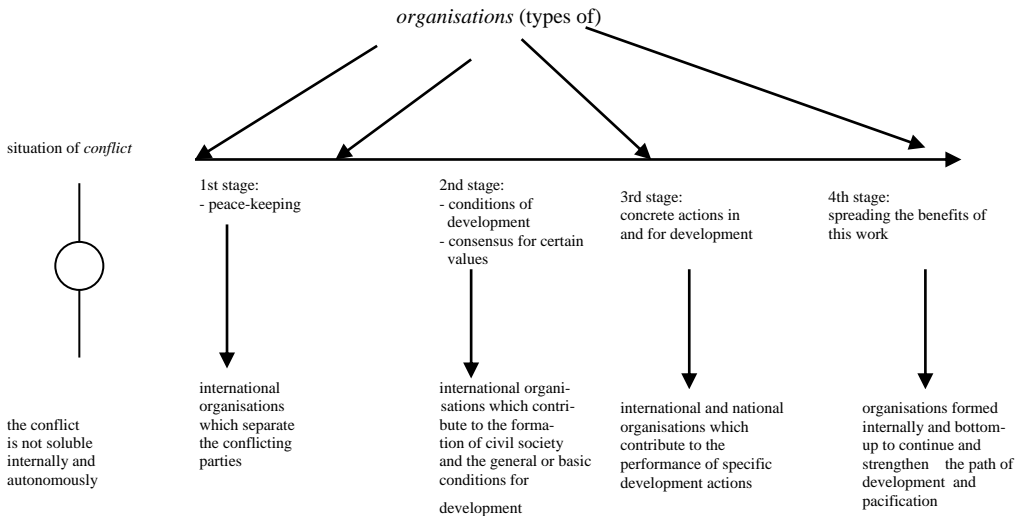 organisations (types of)
situation of conflict
1st stage:
- peace-keeping
2nd stage:
- conditions of
development
- consensus for certain
values
3rd stage:
concrete actions in
and for development
4th stage:
spreading the benefits of
this work
the conflict
is not soluble
internally and
autonomously
international
organisations
which separate
the conflicting
parties
international organi-
sations which contri-
bute to the forma-
tion of civil society
and the general or basic
conditions for
development
international and national
organisations which
contribute to the
performance of specific
development actions
organisations formed
internally and bottom-
up to continue and
strengthen the path of
development and
pacification